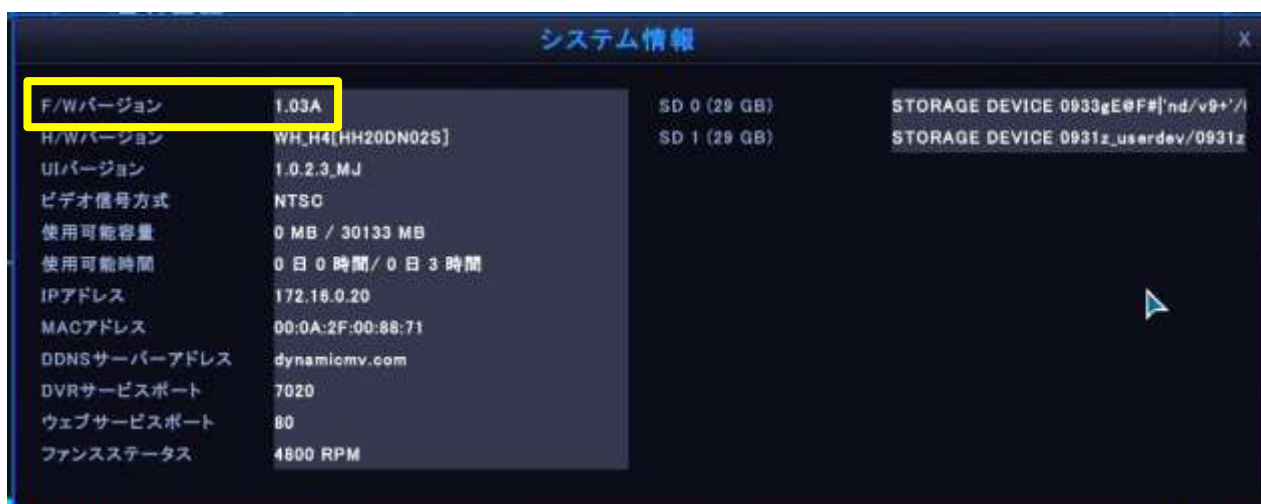 システム情報
X
F/Wバージョン 1.03A
H/Wバージョン WH_H4[HH20DN02S]
UIバージョン 1.0.2.3_MJ
ビデオ信号方式 NTSC
使用可能容量 0 MB / 30133 MB
使用可能時間 0 日 0 時間/ 0 日 3 時間
IPアドレス 172.16.0.20
MACアドレス 00:0A:2F:00:88:71
DDNSサーバーアドレス dynamicmv.com
DVRサービスポート 7020
ウェブサービスポート 80
ファンスステータス 4800 RPM
SD 0 (29 GB) STORAGE DEVICE 0933gE@F#|'nd/v9+'/
SD 1 (29 GB) STORAGE DEVICE 0931z_userdev/0931z